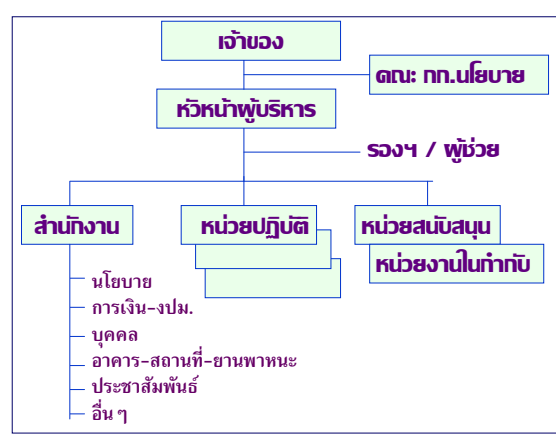 เจ้าของ
คณะ กก.นโยบาย
หัวหน้าผู้บริหาร
รองฯ / ผู้ช่วย
สำนักงาน
หน่วยปฏิบัติ
หน่วยสนับสนุน
หน่วยงานในกำกับ
นโยบาย
การเงิน-งปม.
บุคคล
อาคาร-สถานที่-ยานพาหนะ
ประชาสัมพันธ์
อื่นๆ